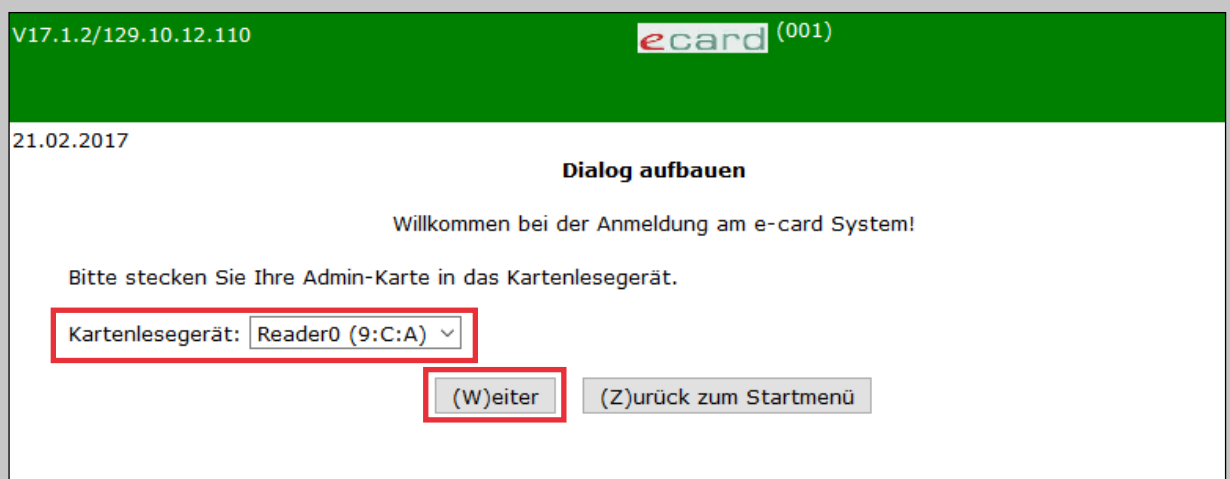 V17.1.2/129.10.12.110 ecard (001)
21.02.2017
Dialog aufbauen
Willkommen bei der Anmeldung am e-card System!
Bitte stecken Sie Ihre Admin-Karte in das Kartenlesegerät.
Kartenlesegerät: Reader0 (9:C:A)
(W)eiter (Z)urück zum Startmenü